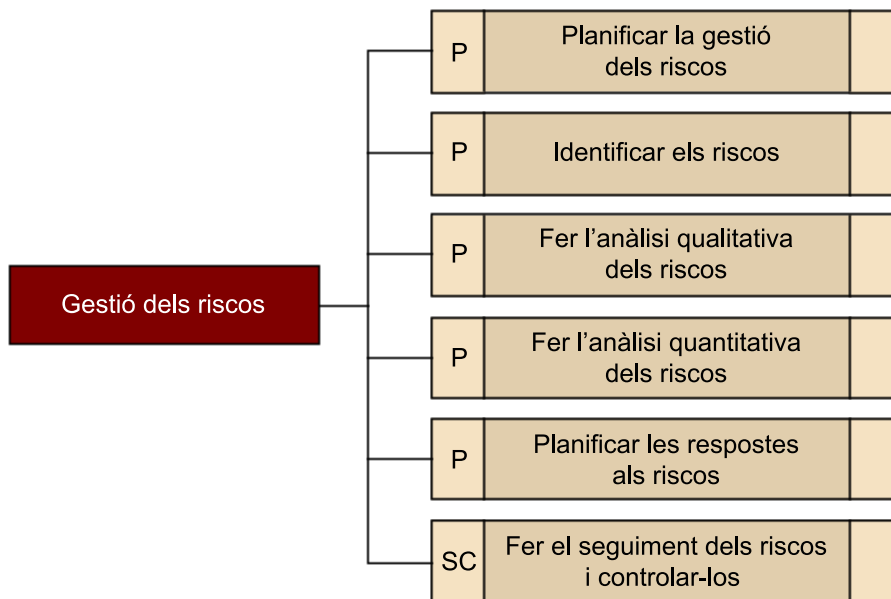 Gestió dels riscos
P
Planificar la gestió
dels riscos
P
Identificar els riscos
P
Fer l’anàlisi qualitativa
dels riscos
P
Fer l’anàlisi quantitativa
dels riscos
P
Planificar les respostes
als riscos
SC
Fer el seguiment dels riscos
i controlar-los